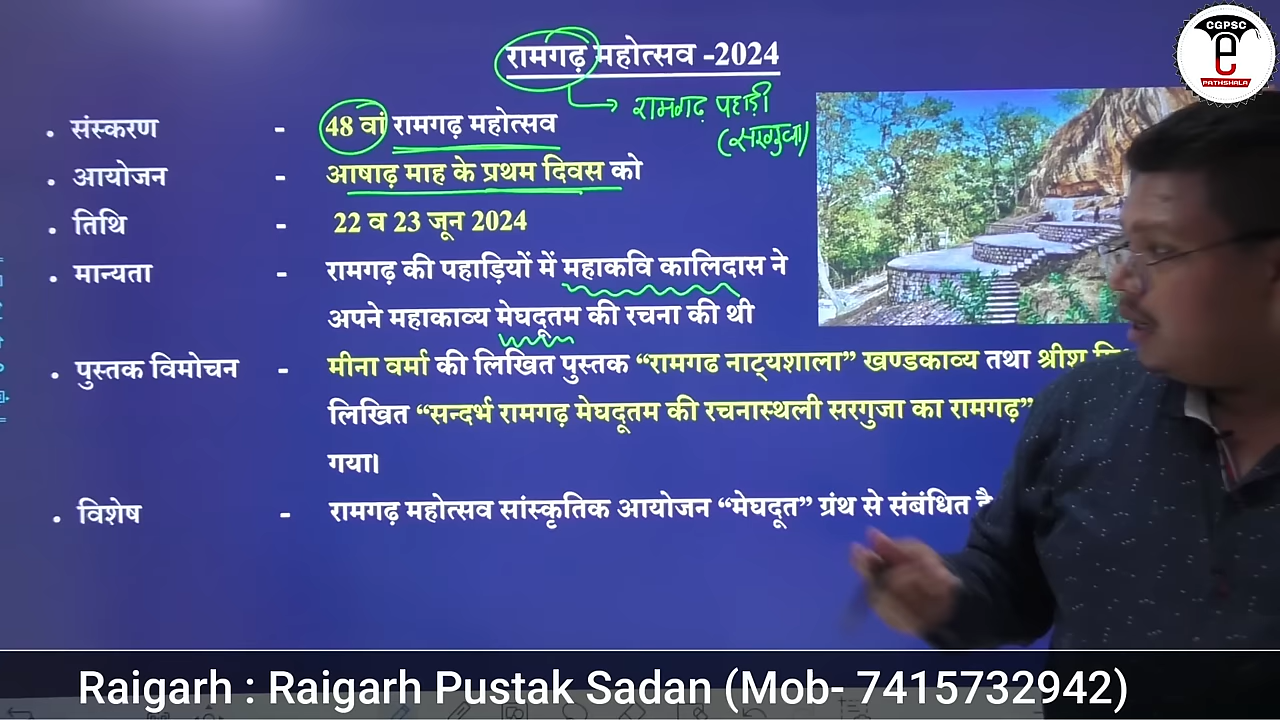 CGPSC
e
PATHSHALA
रामगढ़ महोत्सव -2024
रामगढ़ पहाड़ी
(सरगुजा)
• संस्करण - 48 वां रामगढ़ महोत्सव
• आयोजन - आषाढ़ माह के प्रथम दिवस को
• तिथि - 22 व 23 जून 2024
• मान्यता - रामगढ़ की पहाड़ियों में महाकवि कालिदास ने
अपने महाकाव्य मेघदूतम की रचना की थी
• पुस्तक विमोचन - मीना वर्मा की लिखित पुस्तक “रामगढ नाट्यशाला” खण्डकाव्य तथा श्रीश
लिखित “सन्दर्भ रामगढ़ मेघदूतम की रचनास्थली सरगुजा का रामगढ़”
गया।
• विशेष - रामगढ़ महोत्सव सांस्कृतिक आयोजन “मेघदूत” ग्रंथ से संबंधित है
Raigarh : Raigarh Pustak Sadan (Mob- 7415732942)